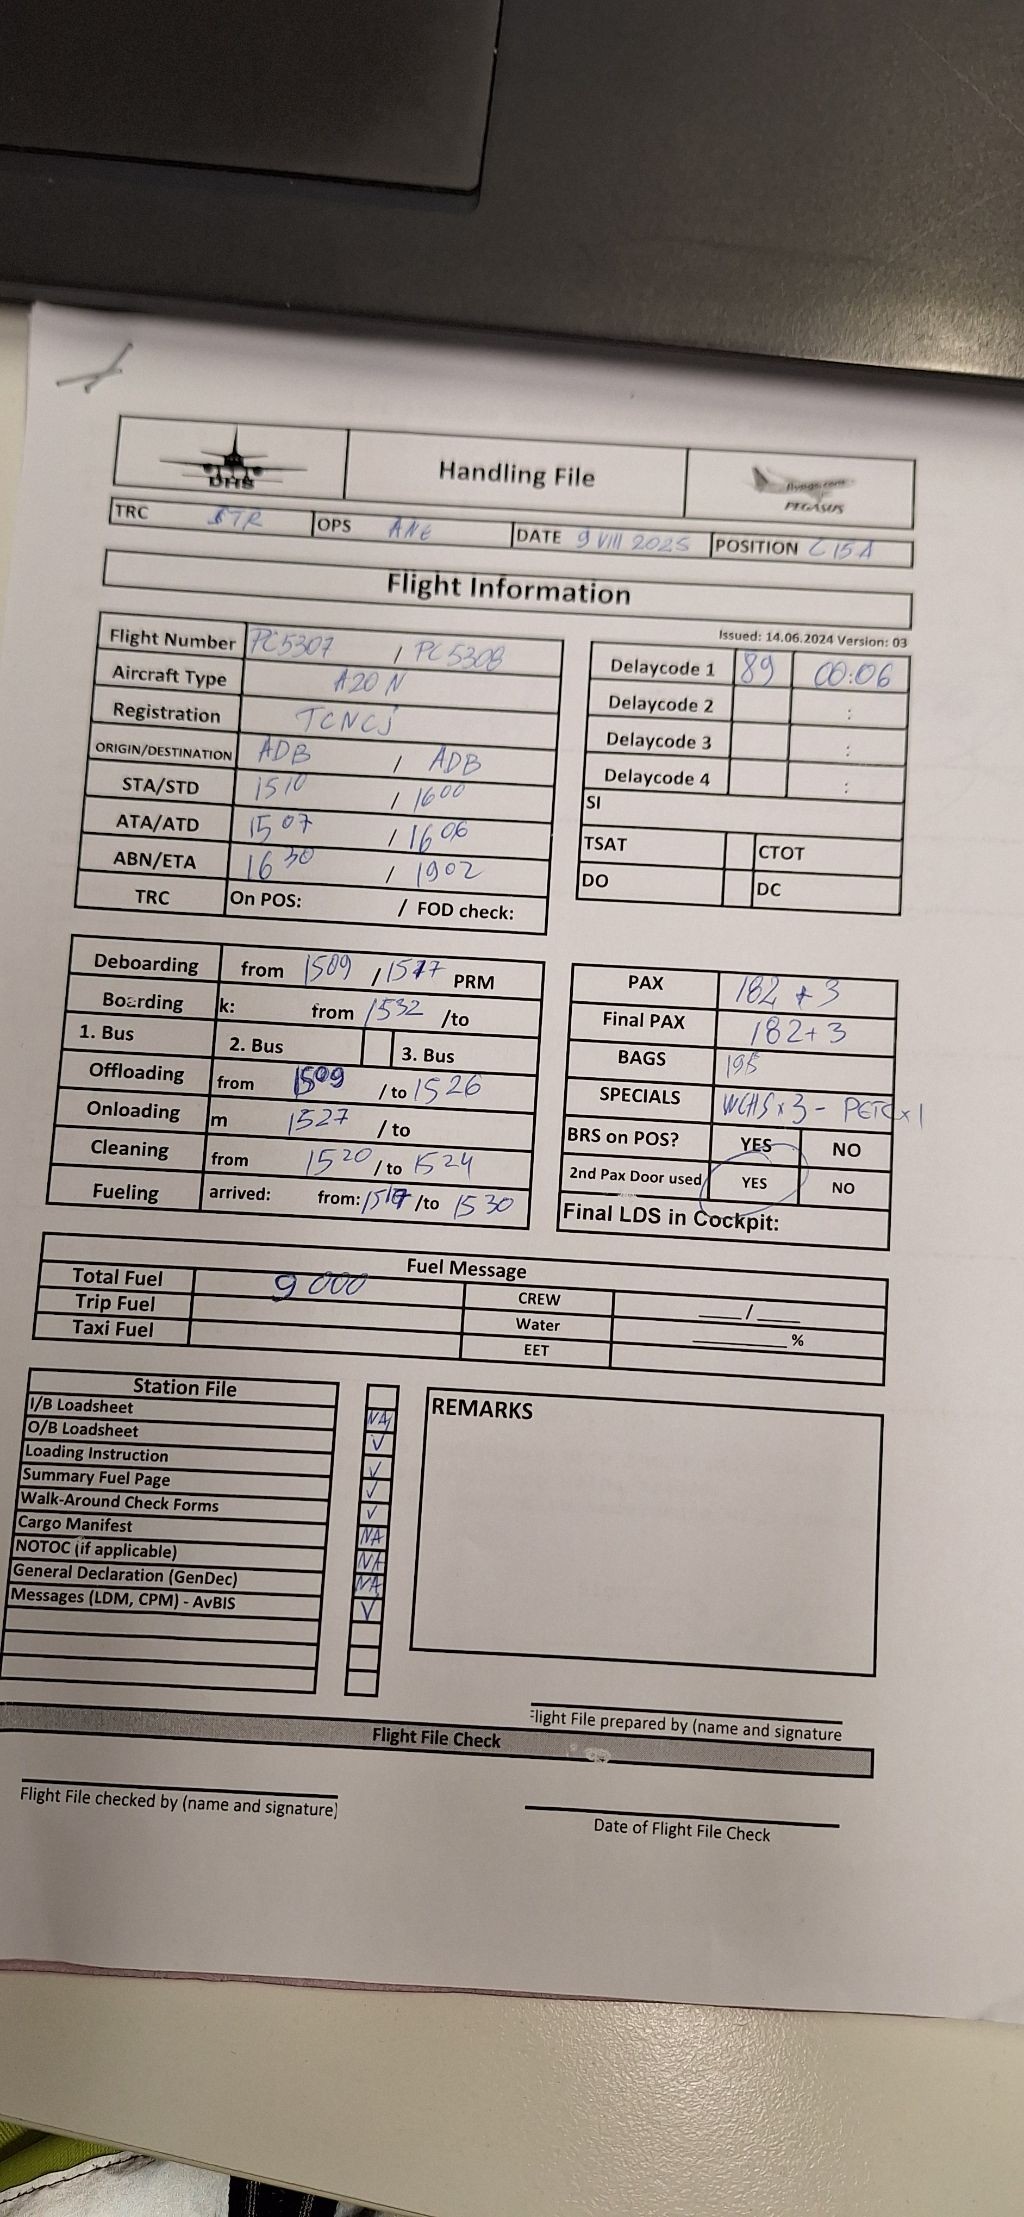 DHS
Handling File
flypgs.com
PEGASUS
TRC STR OPS ANE DATE 9 VIII 2025 POSITION C 15 A
Flight Information
Issued: 14.06.2024 Version: 03
Flight Number PC5307 / PC 5308
Aircraft Type A20N
Registration TCNCJ
ORIGIN/DESTINATION ADB / ADB
STA/STD 1510 / 1600
ATA/ATD 1507 / 1606
ABN/ETA 1630 / 1902
TRC On POS: / FOD check:
Delaycode 1 89 00:06
Delaycode 2 :
Delaycode 3 :
Delaycode 4 :
SI
TSAT CTOT
DO DC
Deboarding from 1509 / 1517 PRM
Boarding k: from 1532 /to
1. Bus 2. Bus 3. Bus
Offloading from 1509 / to 1526
Onloading m 1527 / to
Cleaning from 1520 / to 1524
Fueling arrived: from: 1517 /to 1530
PAX 182 + 3
Final PAX 182+ 3
BAGS 195
SPECIALS WCHS x 3 - PETC x 1
BRS on POS? YES NO
2nd Pax Door used YES NO
Final LDS in Cockpit:
Fuel Message
Total Fuel 9000 CREW ___/___
Trip Fuel Water ______%
Taxi Fuel EET
Station File
I/B Loadsheet NA
O/B Loadsheet ✓
Loading Instruction ✓
Summary Fuel Page ✓
Walk-Around Check Forms ✓
Cargo Manifest NA
NOTOC (if applicable) NA
General Declaration (GenDec) NA
Messages (LDM, CPM) - AvBIS ✓
REMARKS
Flight File prepared by (name and signature
Flight File Check
Flight File checked by (name and signature)
Date of Flight File Check